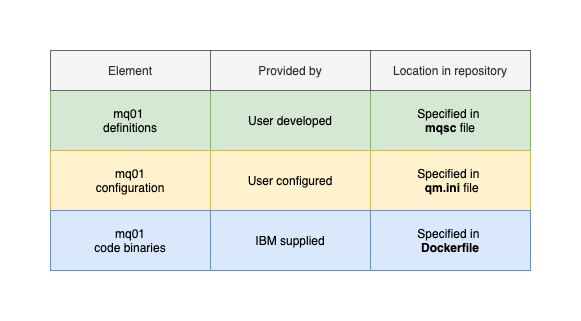 Element
Provided by
Location in repository
mq01
definitions
User developed
Specified in
mqsc file
mq01
configuration
User configured
Specified in
qm.ini file
mq01
code binaries
IBM supplied
Specified in
Dockerfile